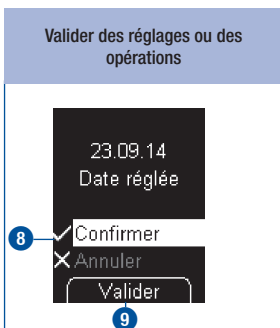 Valider des réglages ou des
opérations
23.09.14
Date réglée
8
Confirmer
Annuler
Valider
9